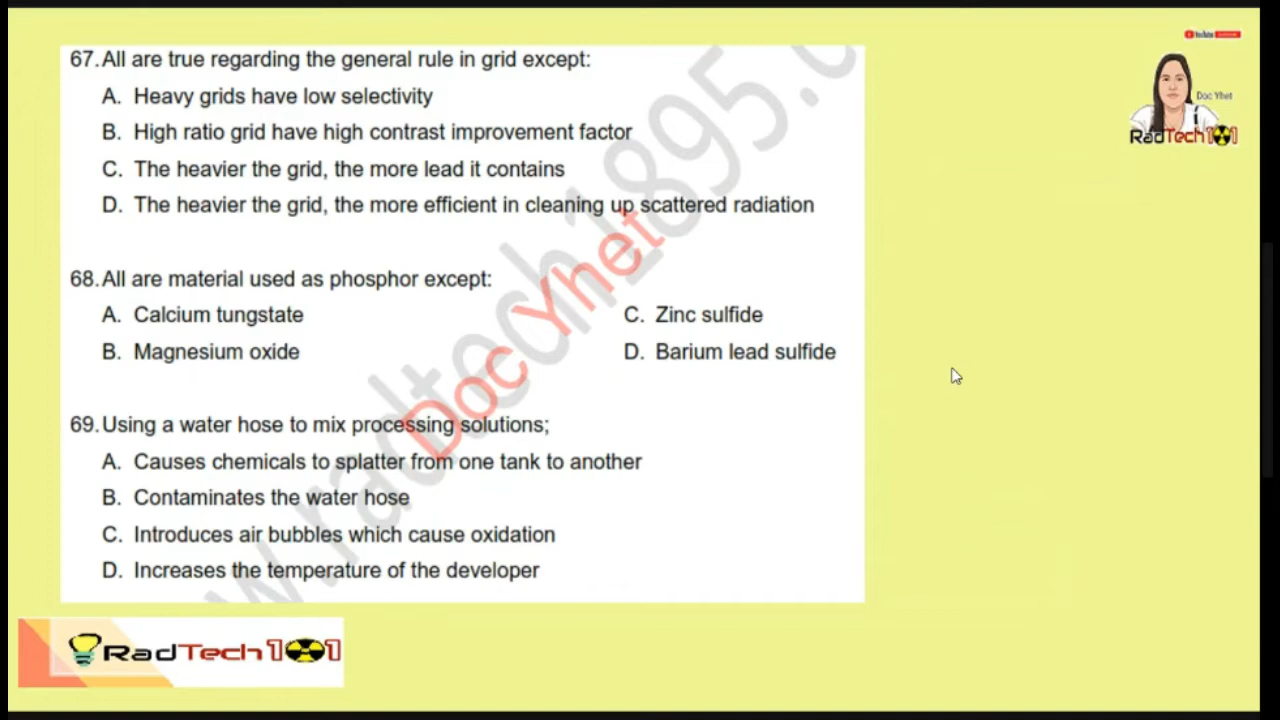 YouTube
67. All are true regarding the general rule in grid except:
A. Heavy grids have low selectivity
B. High ratio grid have high contrast improvement factor
C. The heavier the grid, the more lead it contains
D. The heavier the grid, the more efficient in cleaning up scattered radiation
Doc Yhet
RadTech101
68. All are material used as phosphor except:
A. Calcium tungstate
C. Zinc sulfide
B. Magnesium oxide
D. Barium lead sulfide
69. Using a water hose to mix processing solutions;
A. Causes chemicals to splatter from one tank to another
B. Contaminates the water hose
C. Introduces air bubbles which cause oxidation
D. Increases the temperature of the developer
Doc Yhet
RadTech101